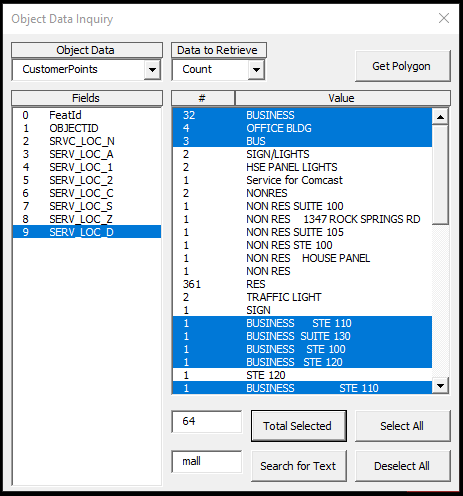 Object Data Inquiry
Object Data Data to Retrieve
CustomerPoints Count Get Polygon
Fields # Value
0 FeatId
1 OBJECTID
2 SRVC_LOC_N
3 SERV_LOC_A
4 SERV_LOC_1
5 SERV_LOC_2
6 SERV_LOC_C
7 SERV_LOC_S
8 SERV_LOC_Z
9 SERV_LOC_D
32 BUSINESS
4 OFFICE BLDG
3 BUS
2 SIGN/LIGHTS
2 HSE PANEL LIGHTS
1 Service for Comcast
2 NONRES
1 NON RES SUITE 100
1 NON RES 1347 ROCK SPRINGS RD
1 NON RES SUITE 105
1 NON RES STE 100
1 NON RES HOUSE PANEL
1 NON RES
361 RES
2 TRAFFIC LIGHT
1 SIGN
1 BUSINESS STE 110
1 BUSINESS SUITE 130
1 BUSINESS STE 100
1 BUSINESS STE 120
1 STE 120
1 BUSINESS STE 110
64 Total Selected Select All
mall Search for Text Deselect All